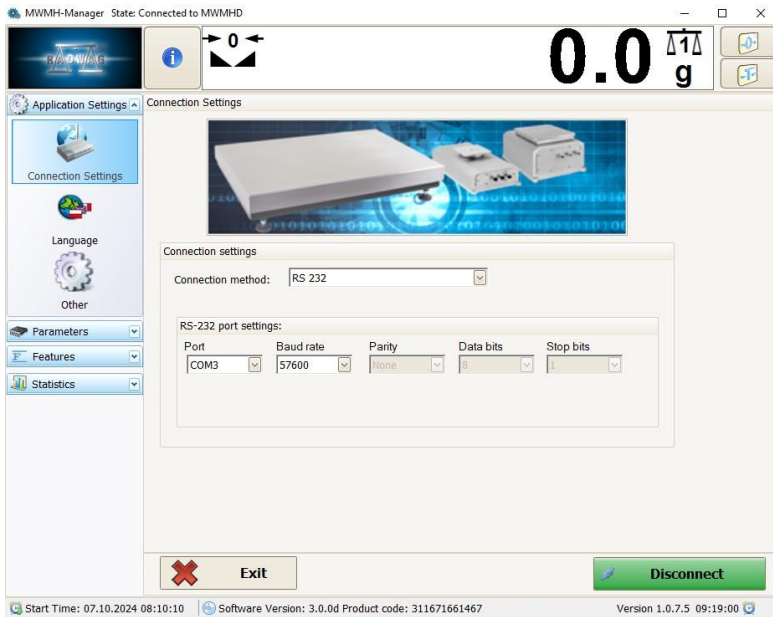 MWMH-Manager State: Connected to MWMHD
RADWAG
0
0.0
1
g
0
T
Application Settings
Connection Settings
Language
Other
Parameters
Features
Statistics
Connection Settings
Connection settings
Connection method: RS 232
RS-232 port settings:
Port Baud rate Parity Data bits Stop bits
COM3 57600 None 8 1
Exit
Disconnect
Start Time: 07.10.2024 08:10:10 Software Version: 3.0.0d Product code: 311671661467 Version 1.0.7.5 09:19:00